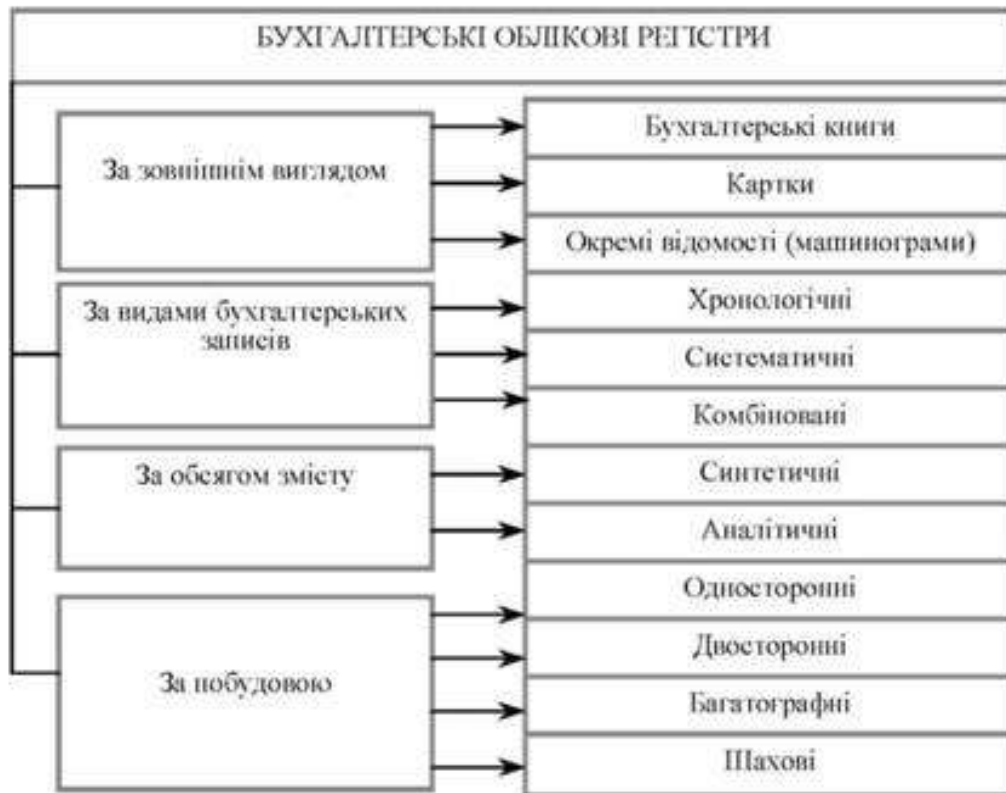 БУХГАЛТЕРСЬКІ ОБЛІКОВІ РЕГІСТРИ
За зовнішнім виглядом
Бухгалтерські книги
Картки
Окремі відомості (машинограми)
За видами бухгалтерських
записів
Хронологічні
Систематичні
Комбіновані
За обсягом змісту
Синтетичні
Аналітичні
За побудовою
Односторонні
Двосторонні
Багатографні
Шахові